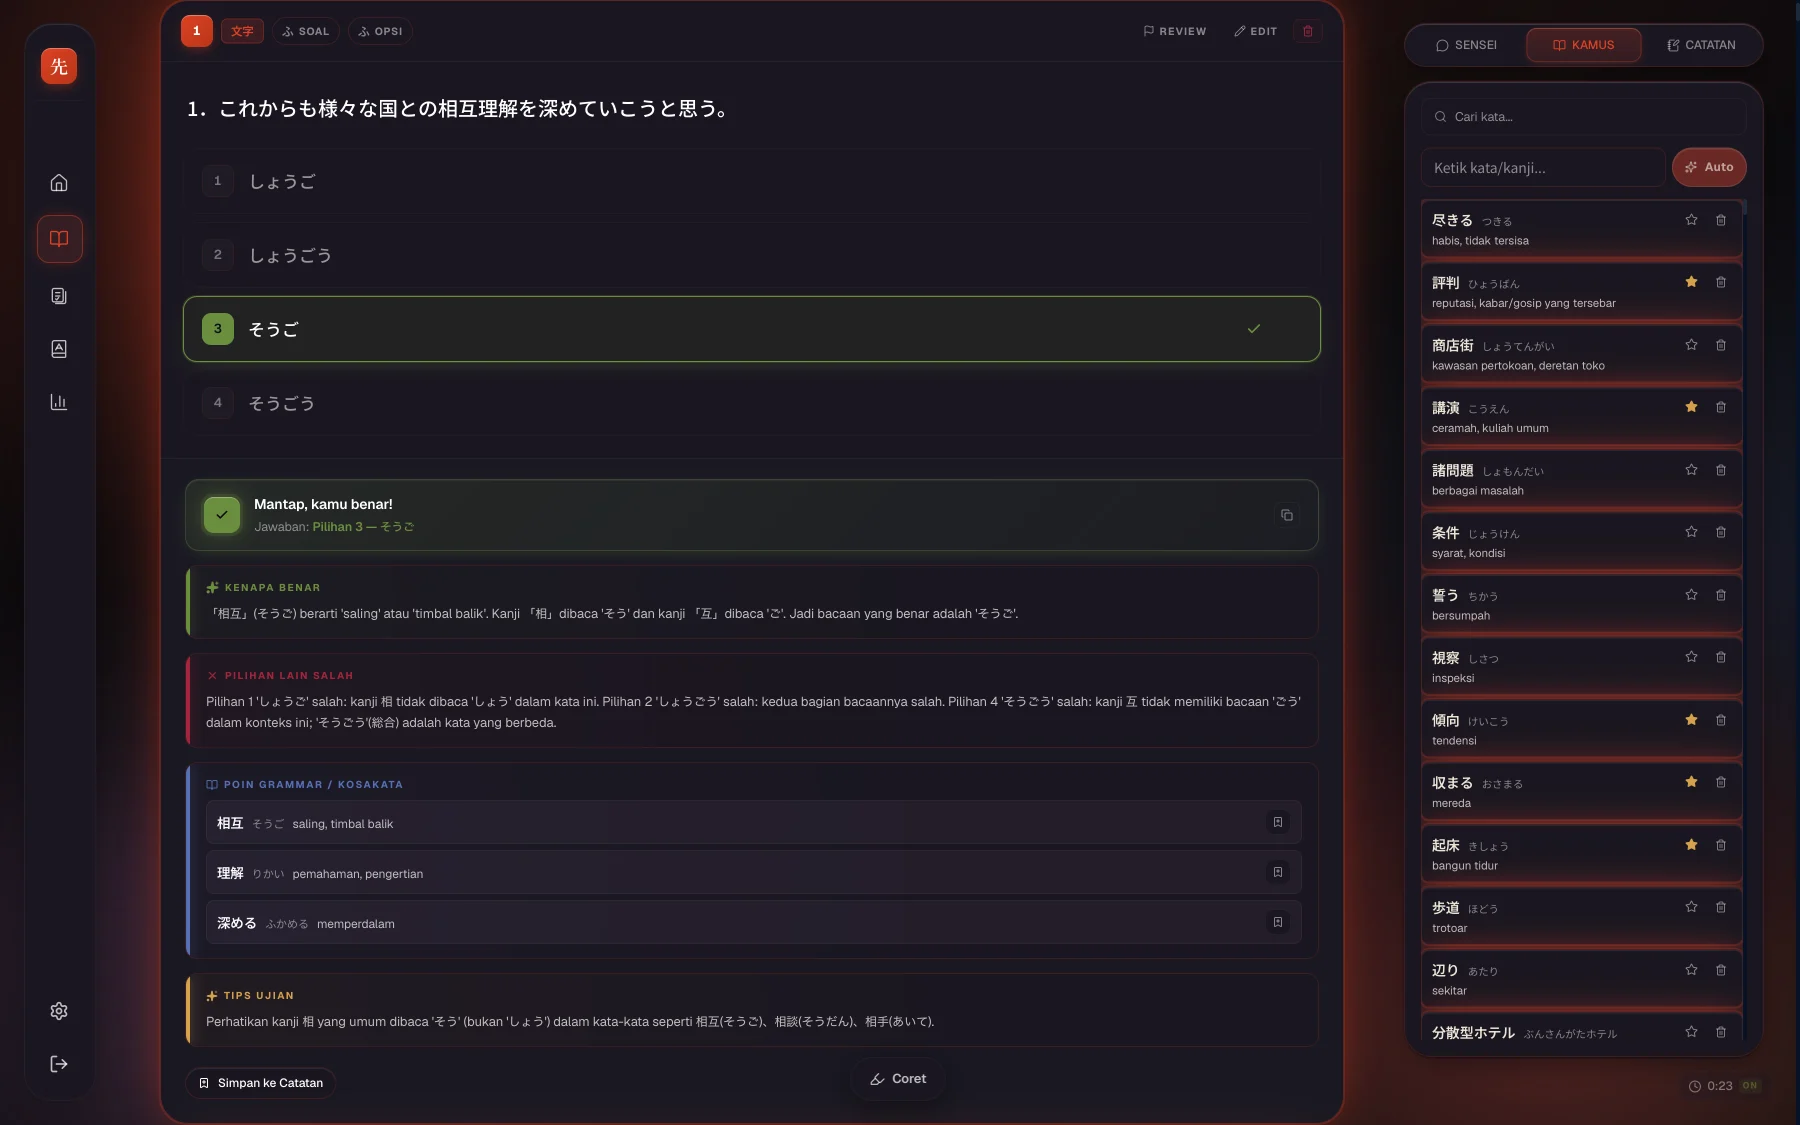 先
1
文字
SOAL
OPSI
REVIEW
EDIT
1. これからも様々な国との相互理解を深めていこうと思う。
1 しょうご
2 しょうごう
3 そうご
4 そうごう
Mantap, kamu benar!
Jawaban: Pilihan 3 — そうご
KENAPA BENAR
「相互」(そうご) berarti 'saling' atau 'timbal balik'. Kanji 「相」 dibaca 'そう' dan kanji 「互」 dibaca 'ご'. Jadi bacaan yang benar adalah 'そうご'.
PILIHAN LAIN SALAH
Pilihan 1 'しょうご' salah: kanji 相 tidak dibaca 'しょう' dalam kata ini. Pilihan 2 'しょうごう' salah: kedua bagian bacaannya salah. Pilihan 4 'そうごう' salah: kanji 互 tidak memiliki bacaan 'ごう'
dalam konteks ini; 'そうごう'(総合) adalah kata yang berbeda.
POIN GRAMMAR / KOSAKATA
相互 そうご saling, timbal balik
理解 りかい pemahaman, pengertian
深める ふかめる memperdalam
TIPS UJIAN
Perhatikan kanji 相 yang umum dibaca 'そう' (bukan 'しょう') dalam kata-kata seperti 相互(そうご)、相談(そうだん)、相手(あいて).
Simpan ke Catatan
Coret
SENSEI
KAMUS
CATATAN
Cari kata...
Ketik kata/kanji...
Auto
尽きる つきる
habis, tidak tersisa
評判 ひょうばん
reputasi, kabar/gosip yang tersebar
商店街 しょうてんがい
kawasan pertokoan, deretan toko
講演 こうえん
ceramah, kuliah umum
諸問題 しょもんだい
berbagai masalah
条件 じょうけん
syarat, kondisi
誓う ちかう
bersumpah
視察 しさつ
inspeksi
傾向 けいこう
tendensi
収まる おさまる
mereda
起床 きしょう
bangun tidur
歩道 ほどう
trotoar
辺り あたり
sekitar
分散型ホテル ぶんさんがたホテル
0:23 ON